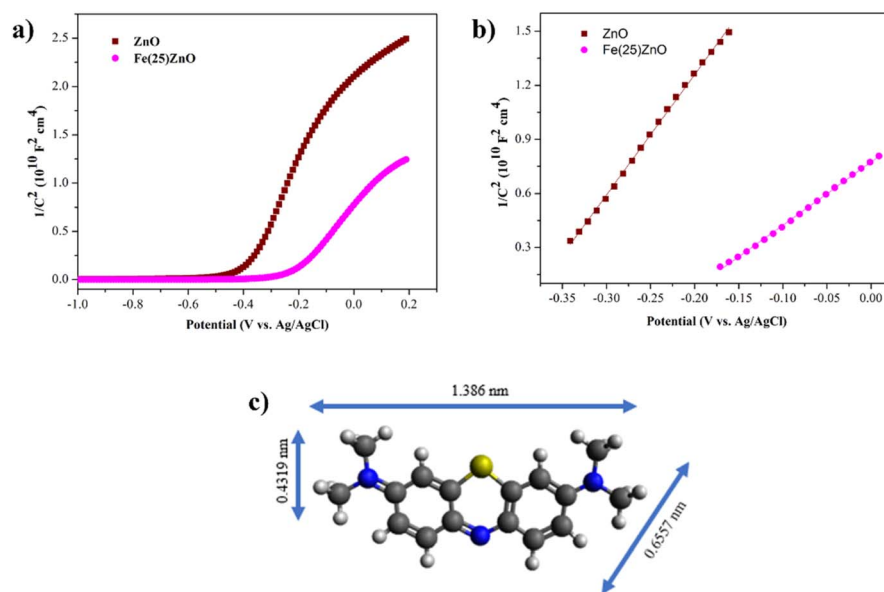 a)
ZnO
Fe(25)ZnO
1/C² (10¹⁰ F² cm⁴)
2.5
2.0
1.5
1.0
0.5
0.0
-1.0 -0.8 -0.6 -0.4 -0.2 0.0 0.2
Potential (V vs. Ag/AgCl)
b)
ZnO
Fe(25)ZnO
1/C² (10¹⁰ F² cm⁴)
1.5
1.2
0.9
0.6
0.3
-0.35 -0.30 -0.25 -0.20 -0.15 -0.10 -0.05 0.00
Potential (V vs. Ag/AgCl)
c)
1.386 nm
0.4319 nm
0.6557 nm